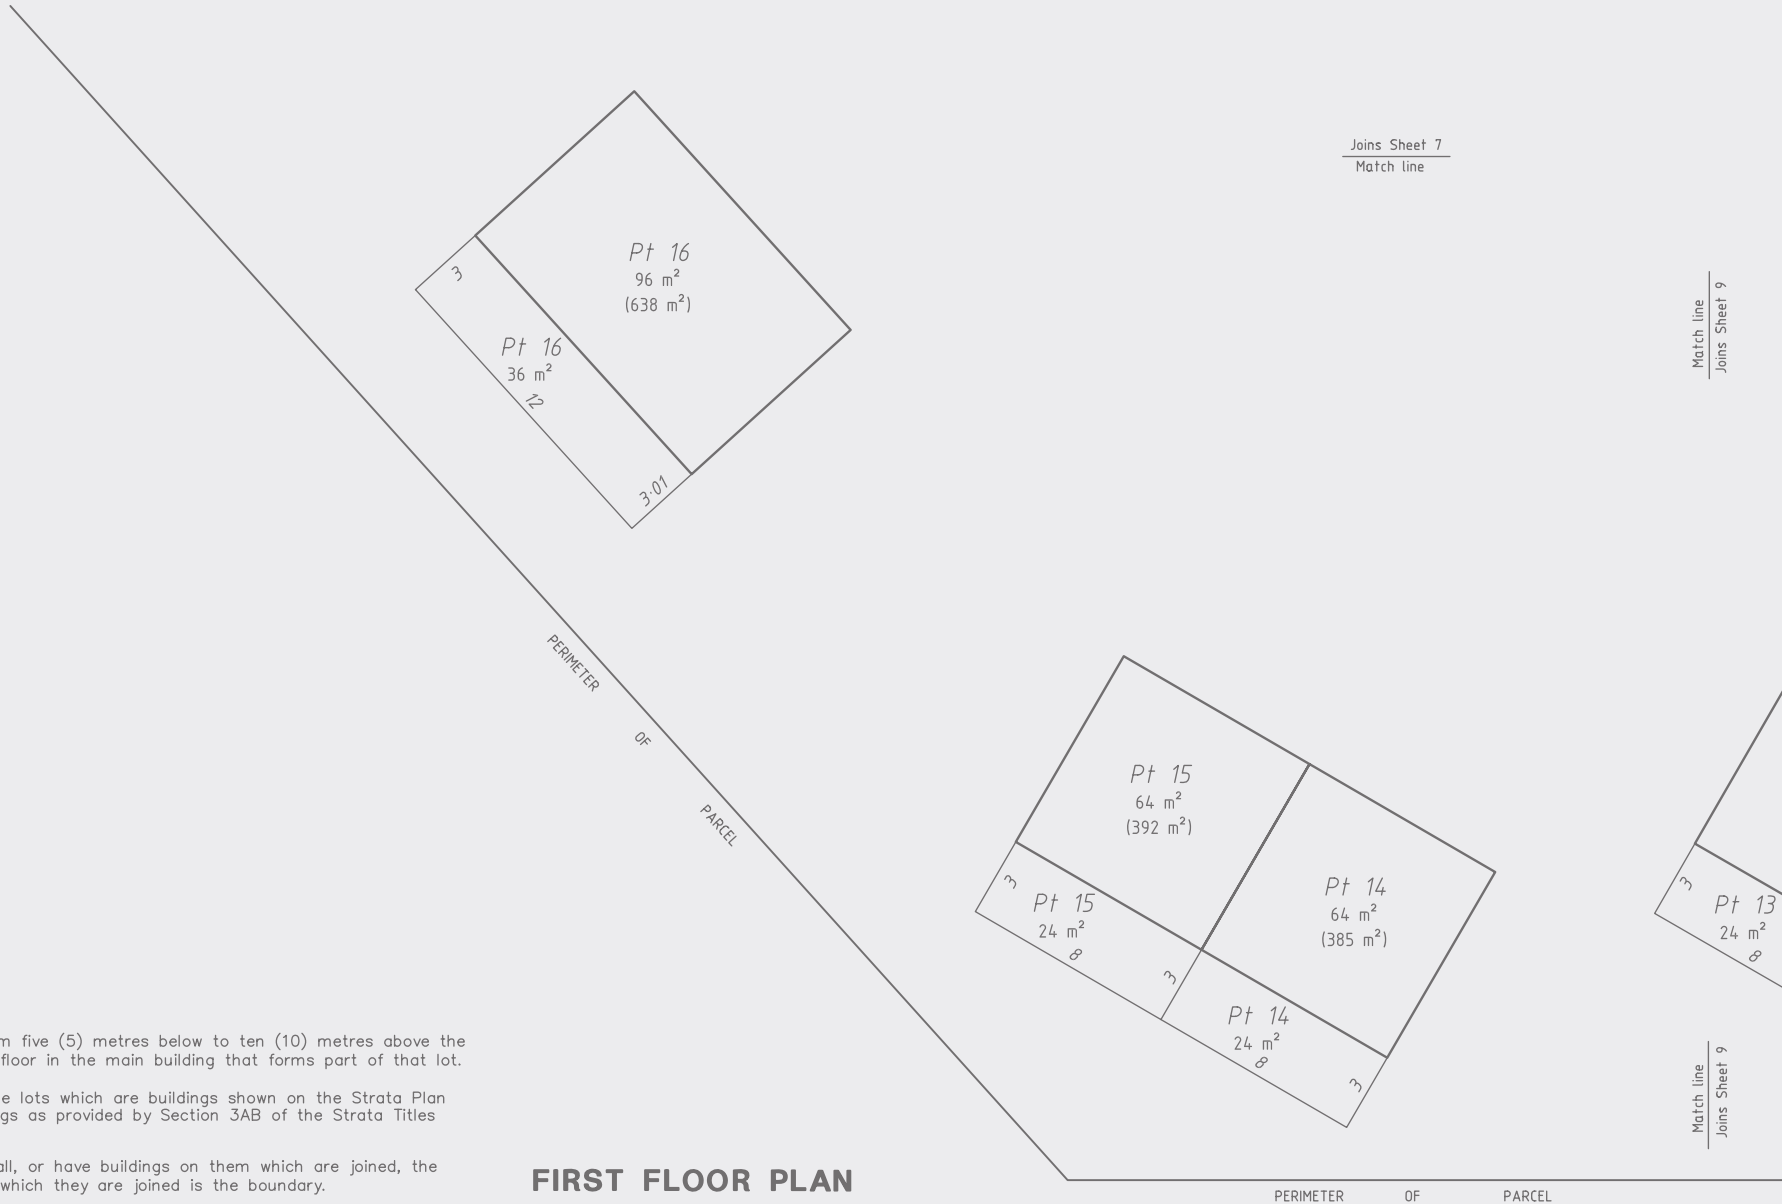 Joins Sheet 7
Match line
Pt 16
96 m²
(638 m²)
3
Pt 16
36 m²
12
3·01
Match line
Joins Sheet 9
PERIMETER
OF
PARCEL
Pt 15
64 m²
(392 m²)
3
Pt 15
24 m²
8
3
Pt 14
64 m²
(385 m²)
Pt 14
24 m²
8
3
3
Pt 13
24 m²
8
Match line
Joins Sheet 9
five (5) metres below to ten (10) metres above the
floor in the main building that forms part of that lot.
lots which are buildings shown on the Strata Plan
as provided by Section 3AB of the Strata Titles
or have buildings on them which are joined, the
which they are joined is the boundary.
FIRST FLOOR PLAN
PERIMETER OF PARCEL